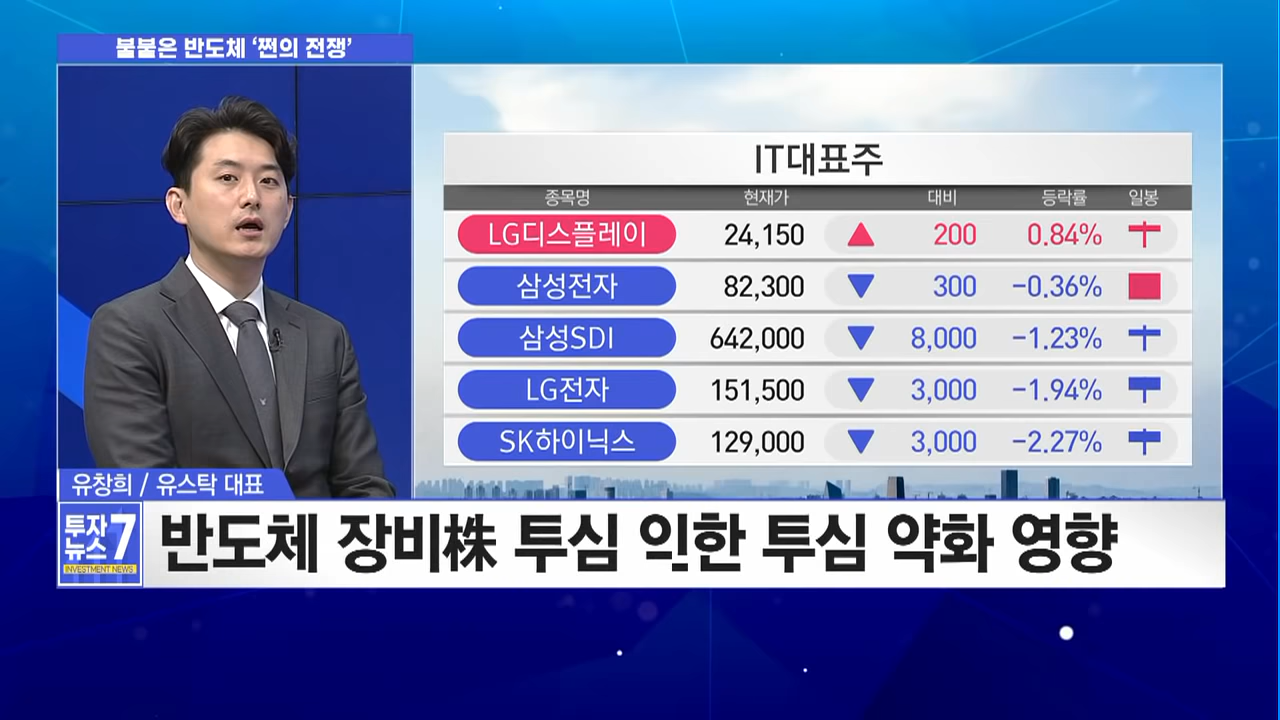 불붙은 반도체 ‘쩐의 전쟁’
IT대표주
종목명 현재가 대비 등락률 일봉
LG디스플레이 24,150 ▲ 200 0.84%
삼성전자 82,300 ▼ 300 -0.36%
삼성SDI 642,000 ▼ 8,000 -1.23%
LG전자 151,500 ▼ 3,000 -1.94%
SK하이닉스 129,000 ▼ 3,000 -2.27%
유창희 / 유스탁 대표
투자
뉴스 7
INVESTMENT NEWS
반도체 장비株 투심 인한 투심 약화 영향